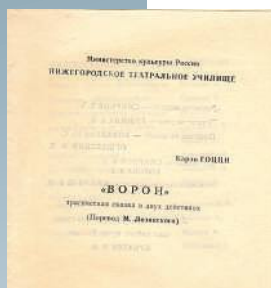 Министерство культуры России
НИЖЕГОРОДСКОЕ ТЕАТРАЛЬНОЕ УЧИЛИЩЕ
Карло ГОЦЦИ
«ВОРОН»
трагическая сказка в двух действиях
(Перевод М. Лозинского)